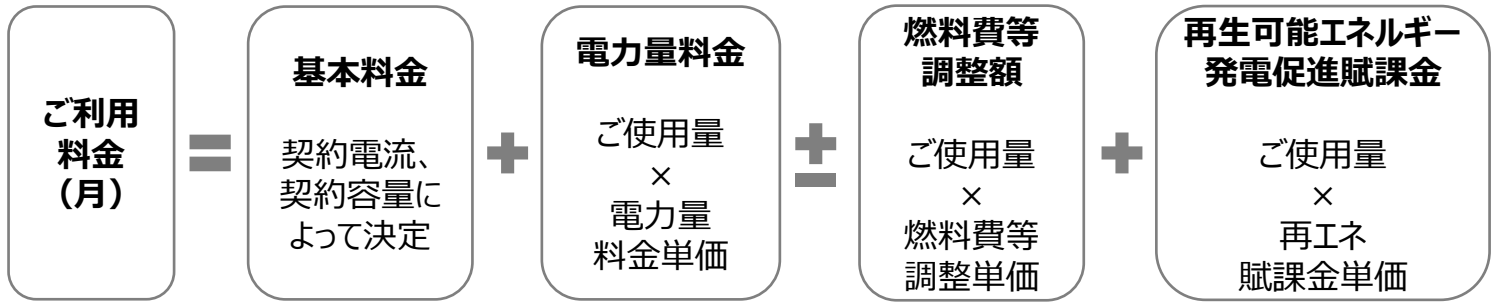 ご利用
料金
（月）
＝
基本料金
契約電流、
契約容量に
よって決定
＋
電力量料金
ご使用量
×
電力量
料金単価
±
燃料費等
調整額
ご使用量
×
燃料費等
調整単価
＋
再生可能エネルギー
発電促進賦課金
ご使用量
×
再エネ
賦課金単価